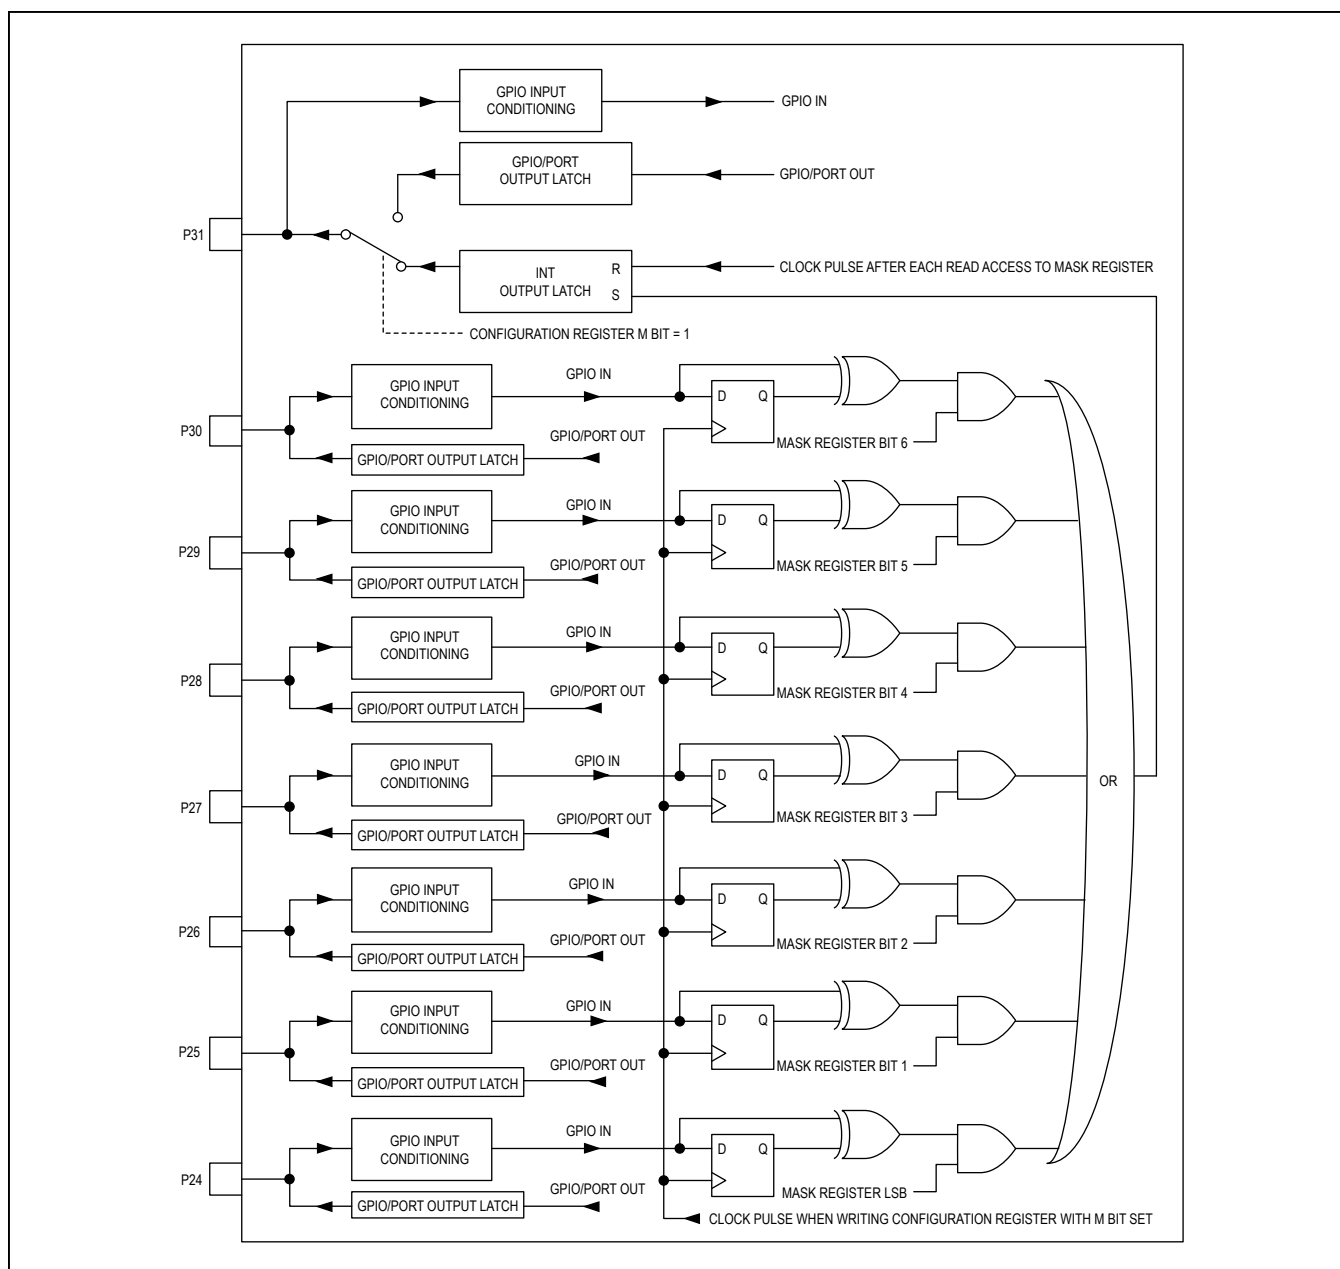 GPIO INPUT
CONDITIONING
GPIO IN
GPIO/PORT
OUTPUT LATCH
GPIO/PORT OUT
P31
INT
OUTPUT LATCH
R
S
CLOCK PULSE AFTER EACH READ ACCESS TO MASK REGISTER
CONFIGURATION REGISTER M BIT = 1
P30
GPIO INPUT
CONDITIONING
GPIO IN
D Q
GPIO/PORT OUT
MASK REGISTER BIT 6
GPIO/PORT OUTPUT LATCH
P29
GPIO INPUT
CONDITIONING
GPIO IN
D Q
GPIO/PORT OUT
MASK REGISTER BIT 5
GPIO/PORT OUTPUT LATCH
P28
GPIO INPUT
CONDITIONING
GPIO IN
D Q
GPIO/PORT OUT
MASK REGISTER BIT 4
GPIO/PORT OUTPUT LATCH
P27
GPIO INPUT
CONDITIONING
GPIO IN
D Q
OR
GPIO/PORT OUT
MASK REGISTER BIT 3
GPIO/PORT OUTPUT LATCH
P26
GPIO INPUT
CONDITIONING
GPIO IN
D Q
GPIO/PORT OUT
MASK REGISTER BIT 2
GPIO/PORT OUTPUT LATCH
P25
GPIO INPUT
CONDITIONING
GPIO IN
D Q
GPIO/PORT OUT
MASK REGISTER BIT 1
GPIO/PORT OUTPUT LATCH
P24
GPIO INPUT
CONDITIONING
GPIO IN
D Q
GPIO/PORT OUT
MASK REGISTER LSB
GPIO/PORT OUTPUT LATCH
CLOCK PULSE WHEN WRITING CONFIGURATION REGISTER WITH M BIT SET